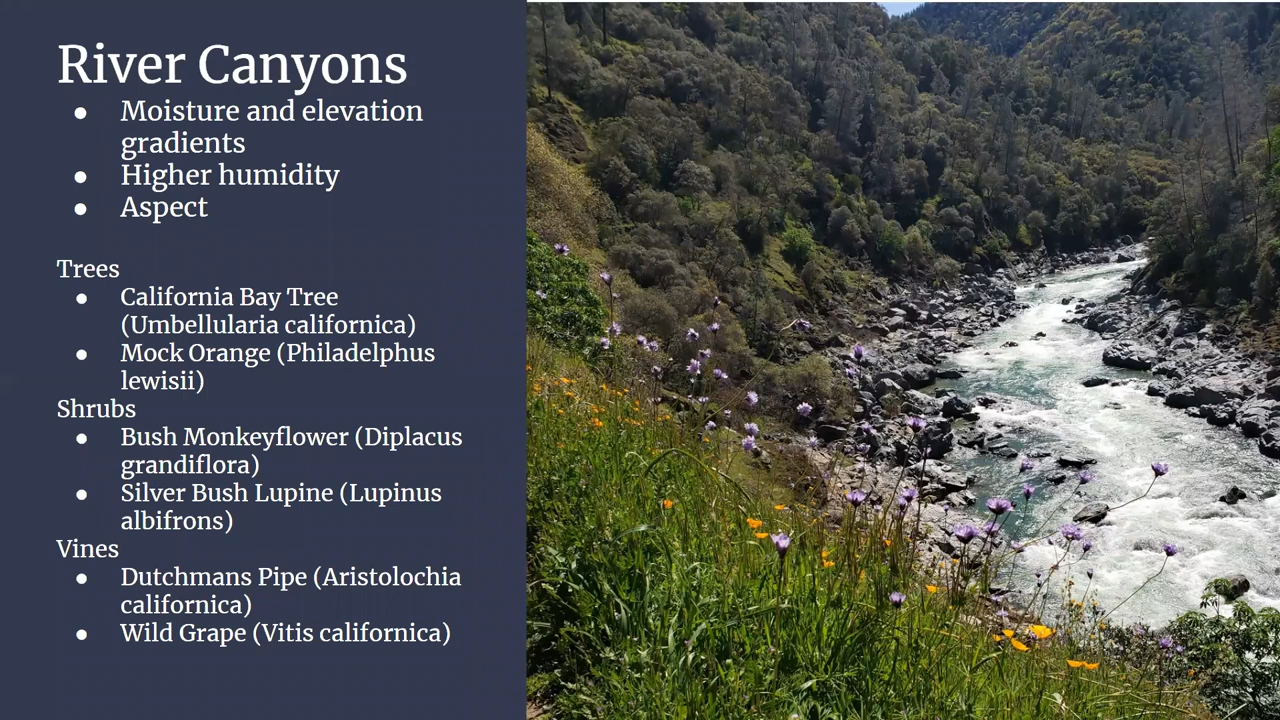 River Canyons
● Moisture and elevation
gradients
● Higher humidity
● Aspect
Trees
● California Bay Tree
(Umbellularia californica)
● Mock Orange (Philadelphus
lewisii)
Shrubs
● Bush Monkeyflower (Diplacus
grandiflora)
● Silver Bush Lupine (Lupinus
albifrons)
Vines
● Dutchmans Pipe (Aristolochia
californica)
● Wild Grape (Vitis californica)